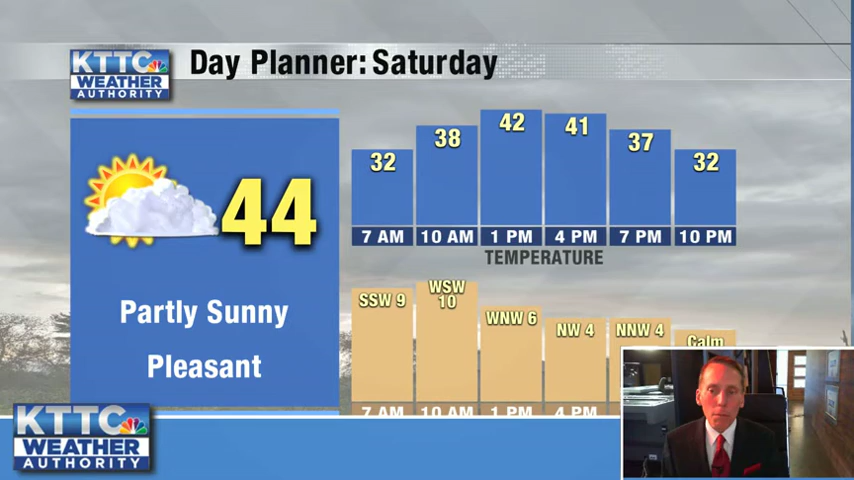 KTTC
WEATHER
AUTHORITY
Day Planner: Saturday
44
Partly Sunny
Pleasant
32 38 42 41 37 32
7 AM 10 AM 1 PM 4 PM 7 PM 10 PM
TEMPERATURE
SSW 9 WSW 10 WNW 6 NW 4 NNW 4 Calm
7 AM 10 AM 1 PM 4 PM
KTTC
WEATHER
AUTHORITY